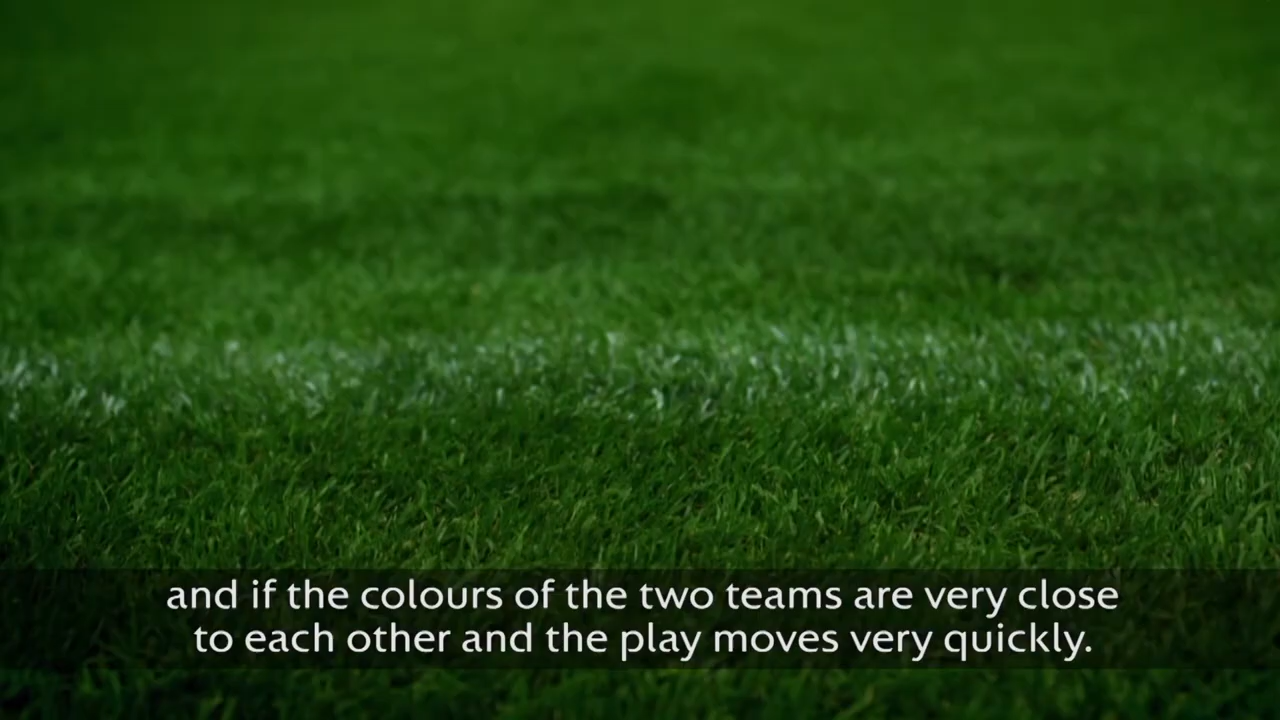 and if the colours of the two teams are very close
to each other and the play moves very quickly.